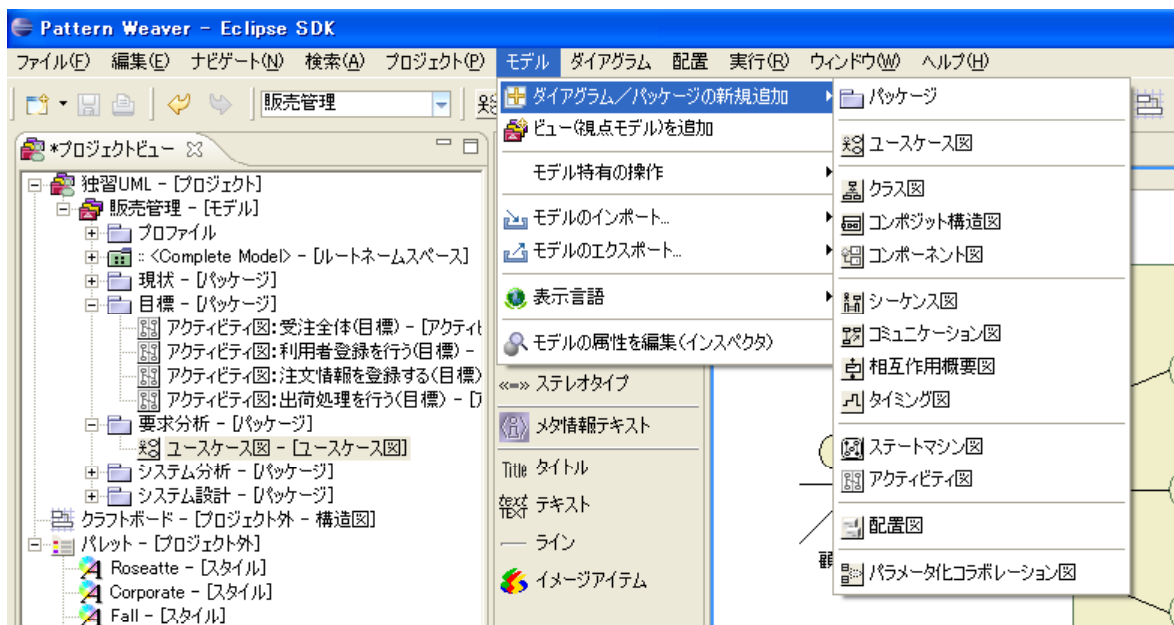 Pattern Weaver - Eclipse SDK
ファイル(F) 編集(E) ナビゲート(N) 検索(A) プロジェクト(P) モデル ダイアグラム 配置 実行(R) ウィンドウ(W) ヘルプ(H)
販売管理
*プロジェクトビュー
独習UML - [プロジェクト]
販売管理 - [モデル]
プロファイル
:: <Complete Model> - [ルートネームスペース]
現状 - [パッケージ]
目標 - [パッケージ]
アクティビティ図:受注全体(目標) - [アクティ
アクティビティ図:利用者登録を行う(目標) -
アクティビティ図:注文情報を登録する(目標)
アクティビティ図:出荷処理を行う(目標) - [ア
要求分析 - [パッケージ]
ユースケース図 - [ユースケース図]
システム分析 - [パッケージ]
システム設計 - [パッケージ]
クラフトボード - [プロジェクト外 - 構造図]
パレット - [プロジェクト外]
Roseatte - [スタイル]
Corporate - [スタイル]
Fall - [スタイル]
ダイアグラム／パッケージの新規追加
ビュー(視点モデル)を追加
モデル特有の操作
モデルのインポート...
モデルのエクスポート...
表示言語
モデルの属性を編集(インスペクタ)
«=» ステレオタイプ
メタ情報テキスト
Title タイトル
TEXT テキスト
ライン
イメージアイテム
パッケージ
ユースケース図
クラス図
コンポジット構造図
コンポーネント図
シーケンス図
コミュニケーション図
相互作用概要図
タイミング図
ステートマシン図
アクティビティ図
配置図
パラメータ化コラボレーション図